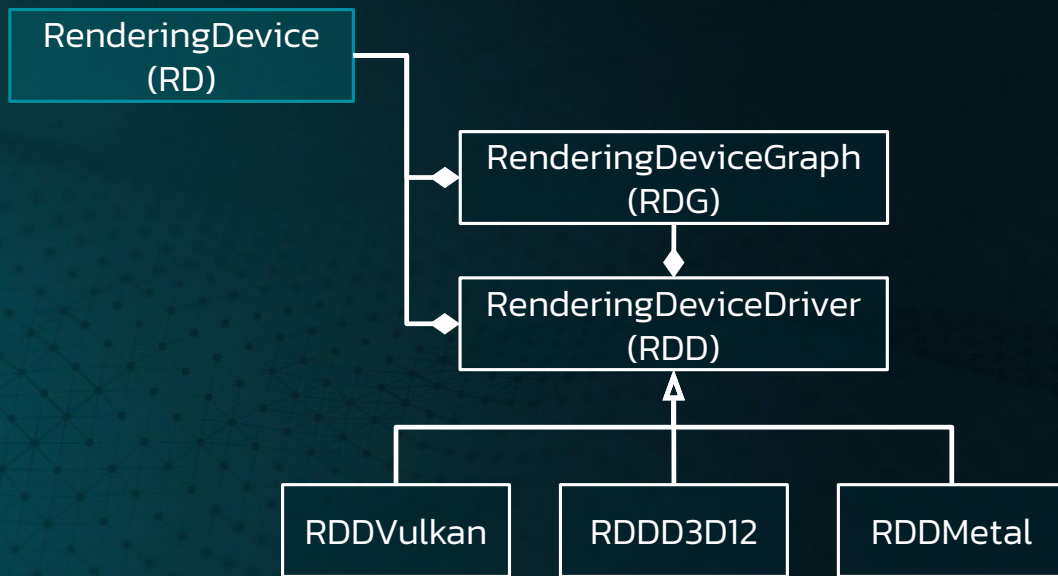 RenderingDevice
(RD)
RenderingDeviceGraph
(RDG)
RenderingDeviceDriver
(RDD)
RDDVulkan
RDDD3D12
RDDMetal